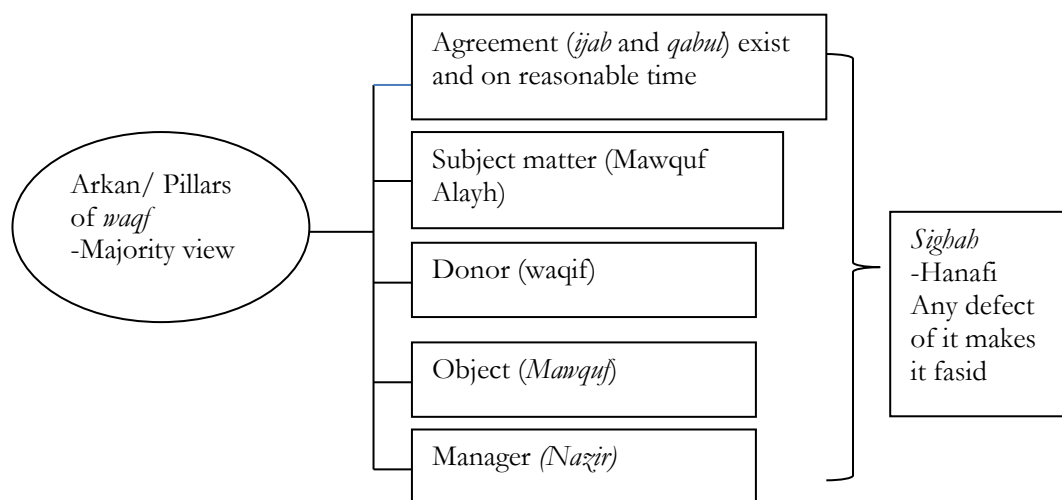 Agreement (ijab and qabul) exist
and on reasonable time
Arkan/ Pillars
of waqf
-Majority view
Subject matter (Mawquf
Alayh)
Donor (waqif)
Object (Mawquf)
Manager (Nazir)
Sighah
-Hanafi
Any defect
of it makes
it fasid